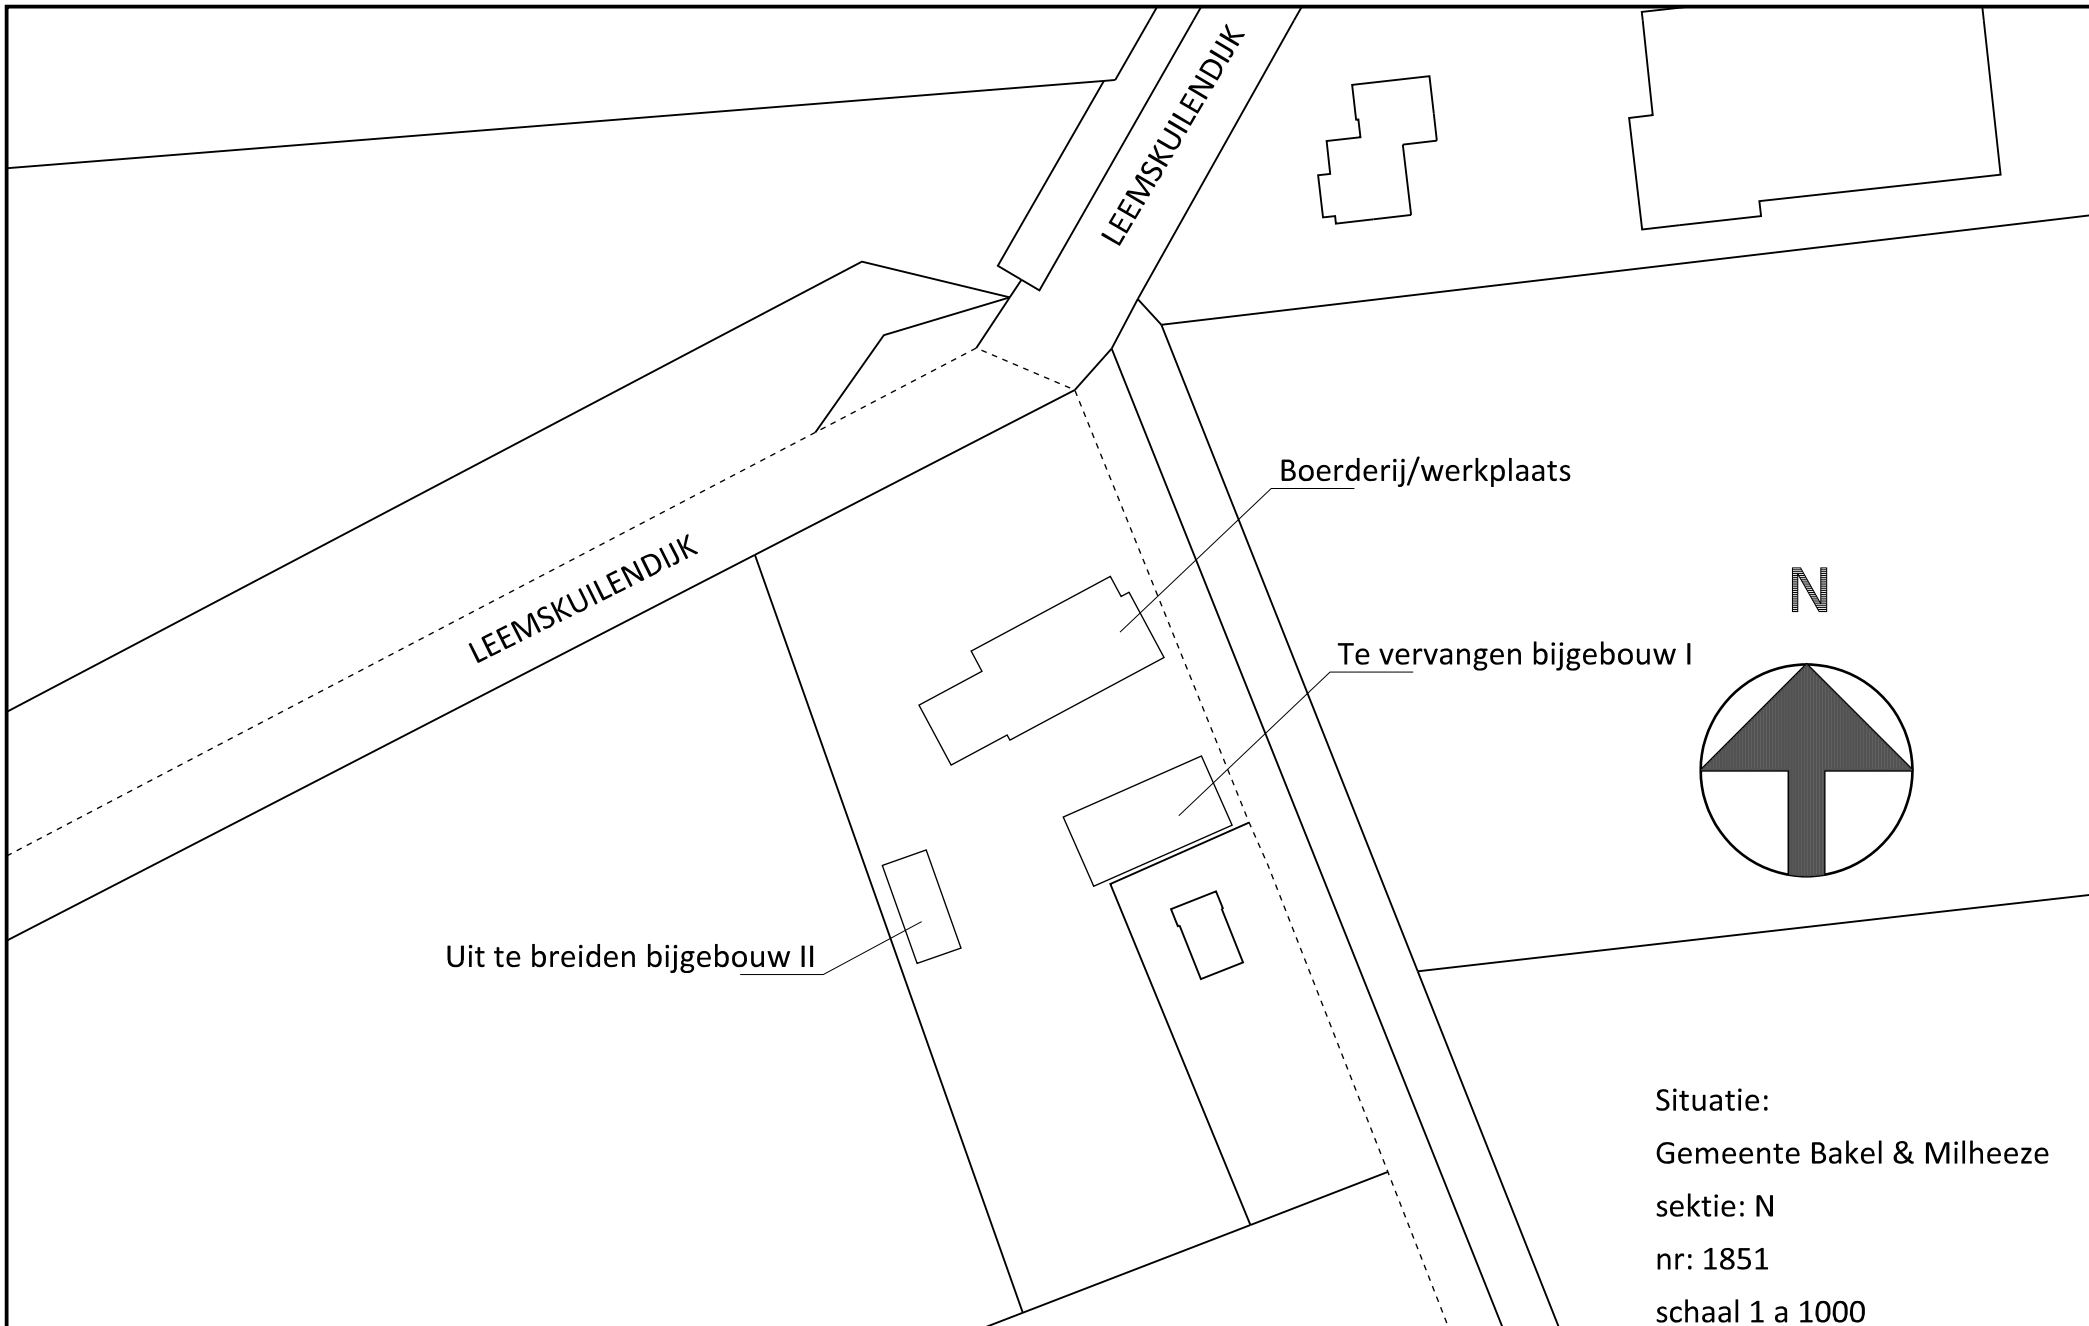 LEEMSKUILENDIJK
Boerderij/werkplaats
LEEMSKUILENDIJK
N
Te vervangen bijgebouw I
Uit te breiden bijgebouw II
Situatie:
Gemeente Bakel & Milheeze
sektie: N
nr: 1851
schaal 1 a 1000